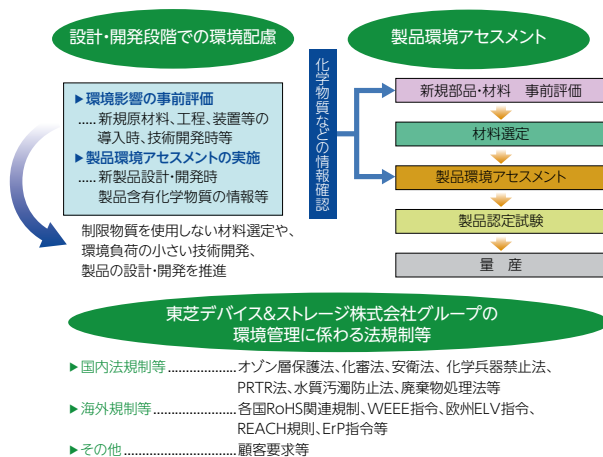 設計・開発段階での環境配慮
▶環境影響の事前評価
.....新規原材料、工程、装置等の
導入時、技術開発時等
▶製品環境アセスメントの実施
.....新製品設計・開発時
製品含有化学物質の情報等
制限物質を使用しない材料選定や、
環境負荷の小さい技術開発、
製品の設計・開発を推進
化学物質などの情報確認
製品環境アセスメント
新規部品・材料　事前評価
材料選定
製品環境アセスメント
製品認定試験
量　産
東芝デバイス&ストレージ株式会社グループの
環境管理に係わる法規制等
▶国内法規制等................オゾン層保護法、化審法、安衛法、化学兵器禁止法、
PRTR法、水質汚濁防止法、廃棄物処理法等
▶海外規制等....................各国RoHS関連規制、WEEE指令、欧州ELV指令、
REACH規則、ErP指令等
▶その他............................顧客要求等